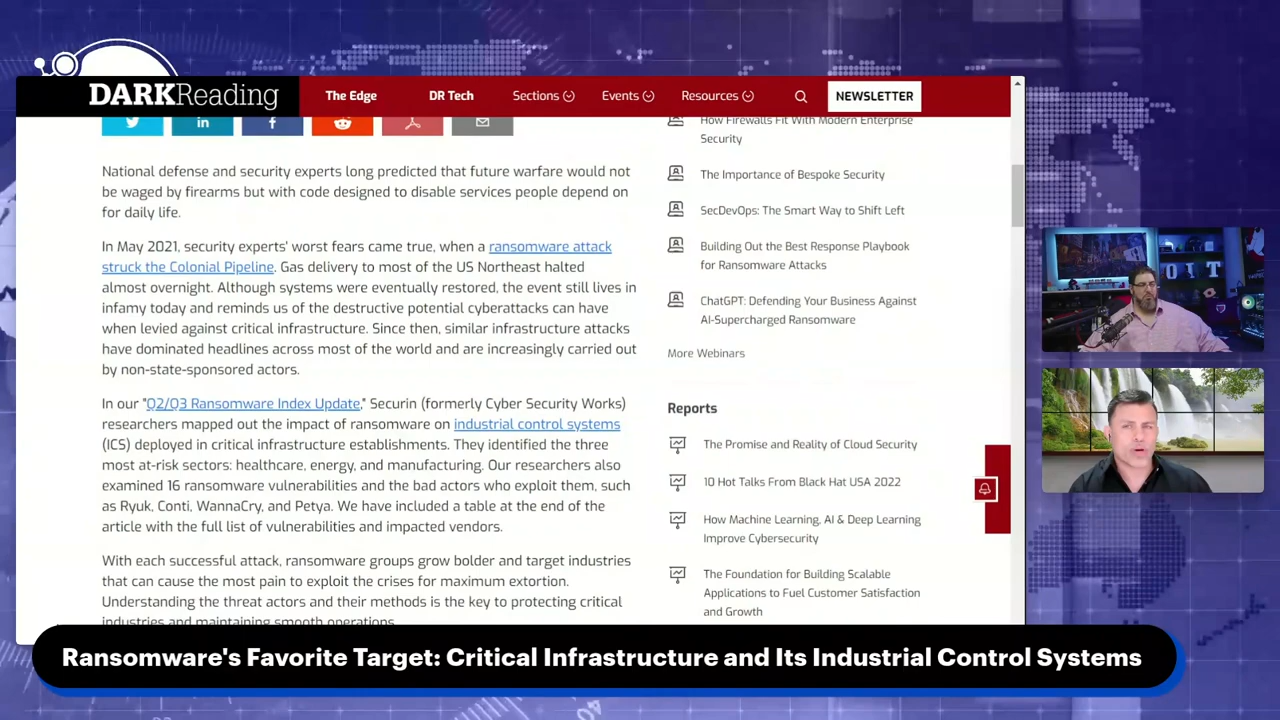 DARKReading
The Edge
DR Tech
Sections
Events
Resources
NEWSLETTER
in
f
National defense and security experts long predicted that future warfare would not
be waged by firearms but with code designed to disable services people depend on
for daily life.
In May 2021, security experts' worst fears came true, when a ransomware attack
struck the Colonial Pipeline. Gas delivery to most of the US Northeast halted
almost overnight. Although systems were eventually restored, the event still lives in
infamy today and reminds us of the destructive potential cyberattacks can have
when levied against critical infrastructure. Since then, similar infrastructure attacks
have dominated headlines across most of the world and are increasingly carried out
by non-state-sponsored actors.
In our "Q2/Q3 Ransomware Index Update," Securin (formerly Cyber Security Works)
researchers mapped out the impact of ransomware on industrial control systems
(ICS) deployed in critical infrastructure establishments. They identified the three
most at-risk sectors: healthcare, energy, and manufacturing. Our researchers also
examined 16 ransomware vulnerabilities and the bad actors who exploit them, such
as Ryuk, Conti, WannaCry, and Petya. We have included a table at the end of the
article with the full list of vulnerabilities and impacted vendors.
With each successful attack, ransomware groups grow bolder and target industries
that can cause the most pain to exploit the crises for maximum extortion.
Understanding the threat actors and their methods is the key to protecting critical
industries and maintaining smooth operations.
How Firewalls Fit With Modern Enterprise
Security
The Importance of Bespoke Security
SecDevOps: The Smart Way to Shift Left
Building Out the Best Response Playbook
for Ransomware Attacks
ChatGPT: Defending Your Business Against
AI-Supercharged Ransomware
More Webinars
Reports
The Promise and Reality of Cloud Security
10 Hot Talks From Black Hat USA 2022
How Machine Learning, AI & Deep Learning
Improve Cybersecurity
The Foundation for Building Scalable
Applications to Fuel Customer Satisfaction
and Growth
Ransomware's Favorite Target: Critical Infrastructure and Its Industrial Control Systems